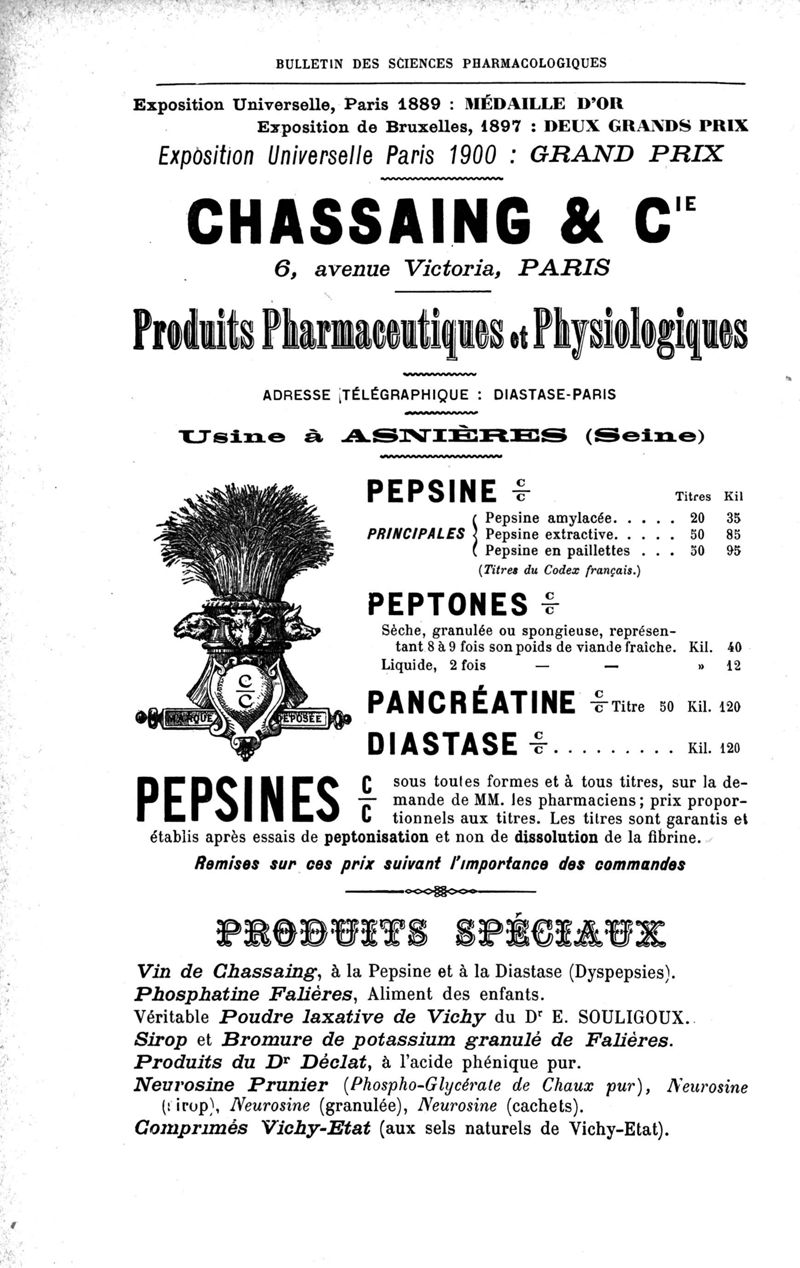 BULLETIN DES SCIENCES PHARMACOLOGIQUES
Exposition Universelle, Paris 1889 : MÉDAILLE D'OR
Exposition de Bruxelles, 1897 : DEUX GRANDS PRIX
Exposition Universelle Paris 1900 : GRAND PRIX
CHASSAING & CIE
6, avenue Victoria, PARIS
Produits Pharmaceutiques et Physiologiques
ADRESSE TÉLÉGRAPHIQUE : DIASTASE-PARIS
Usine à ASNIÈRES (Seine)
PEPSINE C/C Titres Kil
PRINCIPALES
Pepsine amylacée. . . . . 20 35
Pepsine extractive. . . . . 50 85
Pepsine en paillettes . . . 50 95
(Titres du Codex français.)
PEPTONES C/C
Sèche, granulée ou spongieuse, représen-
tant 8 à 9 fois son poids de viande fraîche. Kil. 40
Liquide, 2 fois — — » 12
PANCRÉATINE C/C Titre 50 Kil. 120
DIASTASE C/C . . . . . . . . . Kil. 120
C/C
MARQUE DÉPOSÉE
PEPSINES C/C sous toutes formes et à tous titres, sur la de-
mande de MM. les pharmaciens ; prix propor-
tionnels aux titres. Les titres sont garantis et
établis après essais de peptonisation et non de dissolution de la fibrine.
Remises sur ces prix suivant l'importance des commandes
PRODUITS SPÉCIAUX
Vin de Chassaing, à la Pepsine et à la Diastase (Dyspepsies).
Phosphatine Falières, Aliment des enfants.
Véritable Poudre laxative de Vichy du Dr E. SOULIGOUX.
Sirop et Bromure de potassium granulé de Falières.
Produits du Dr Déclat, à l'acide phénique pur.
Neurosine Prunier (Phospho-Glycérate de Chaux pur), Neurosine
(sirop), Neurosine (granulée), Neurosine (cachets).
Comprimés Vichy-Etat (aux sels naturels de Vichy-Etat).